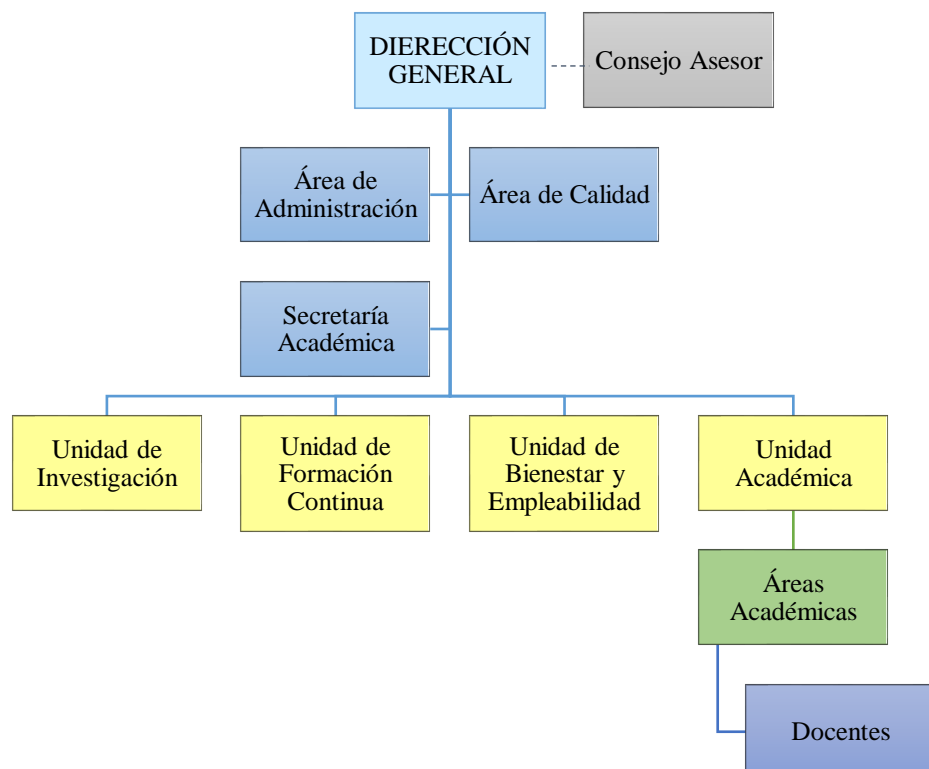 DIERECCIÓN
GENERAL
Consejo Asesor
Área de
Administración
Área de Calidad
Secretaría
Académica
Unidad de
Investigación
Unidad de
Formación
Continua
Unidad de
Bienestar y
Empleabilidad
Unidad
Académica
Áreas
Académicas
Docentes